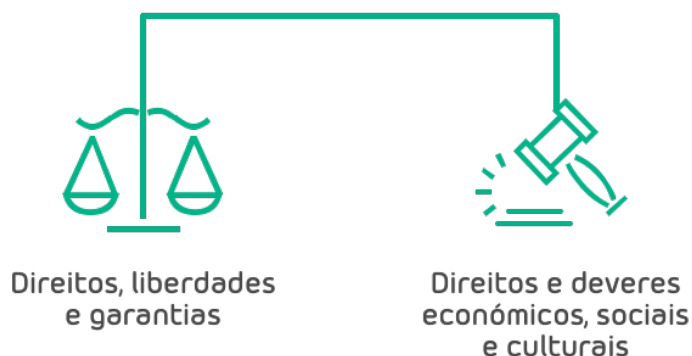 Direitos, liberdades
e garantias
Direitos e deveres
económicos, sociais
e culturais